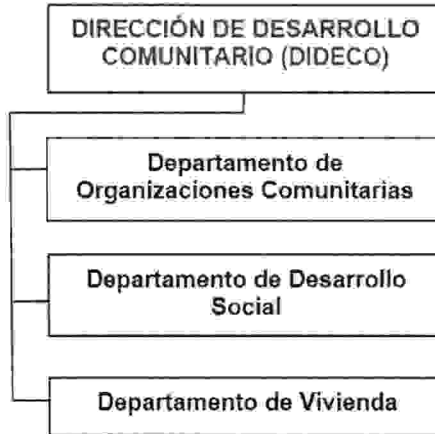 DIRECCIÓN DE DESARROLLO
COMUNITARIO (DIDECO)
Departamento de
Organizaciones Comunitarias
Departamento de Desarrollo
Social
Departamento de Vivienda